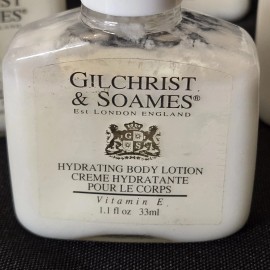 GILCHRIST
& SOAMES®
EST LONDON ENGLAND
G S
HYDRATING BODY LOTION
CREME HYDRATANTE
POUR LE CORPS
Vitamin E
1.1 fl oz 33ml